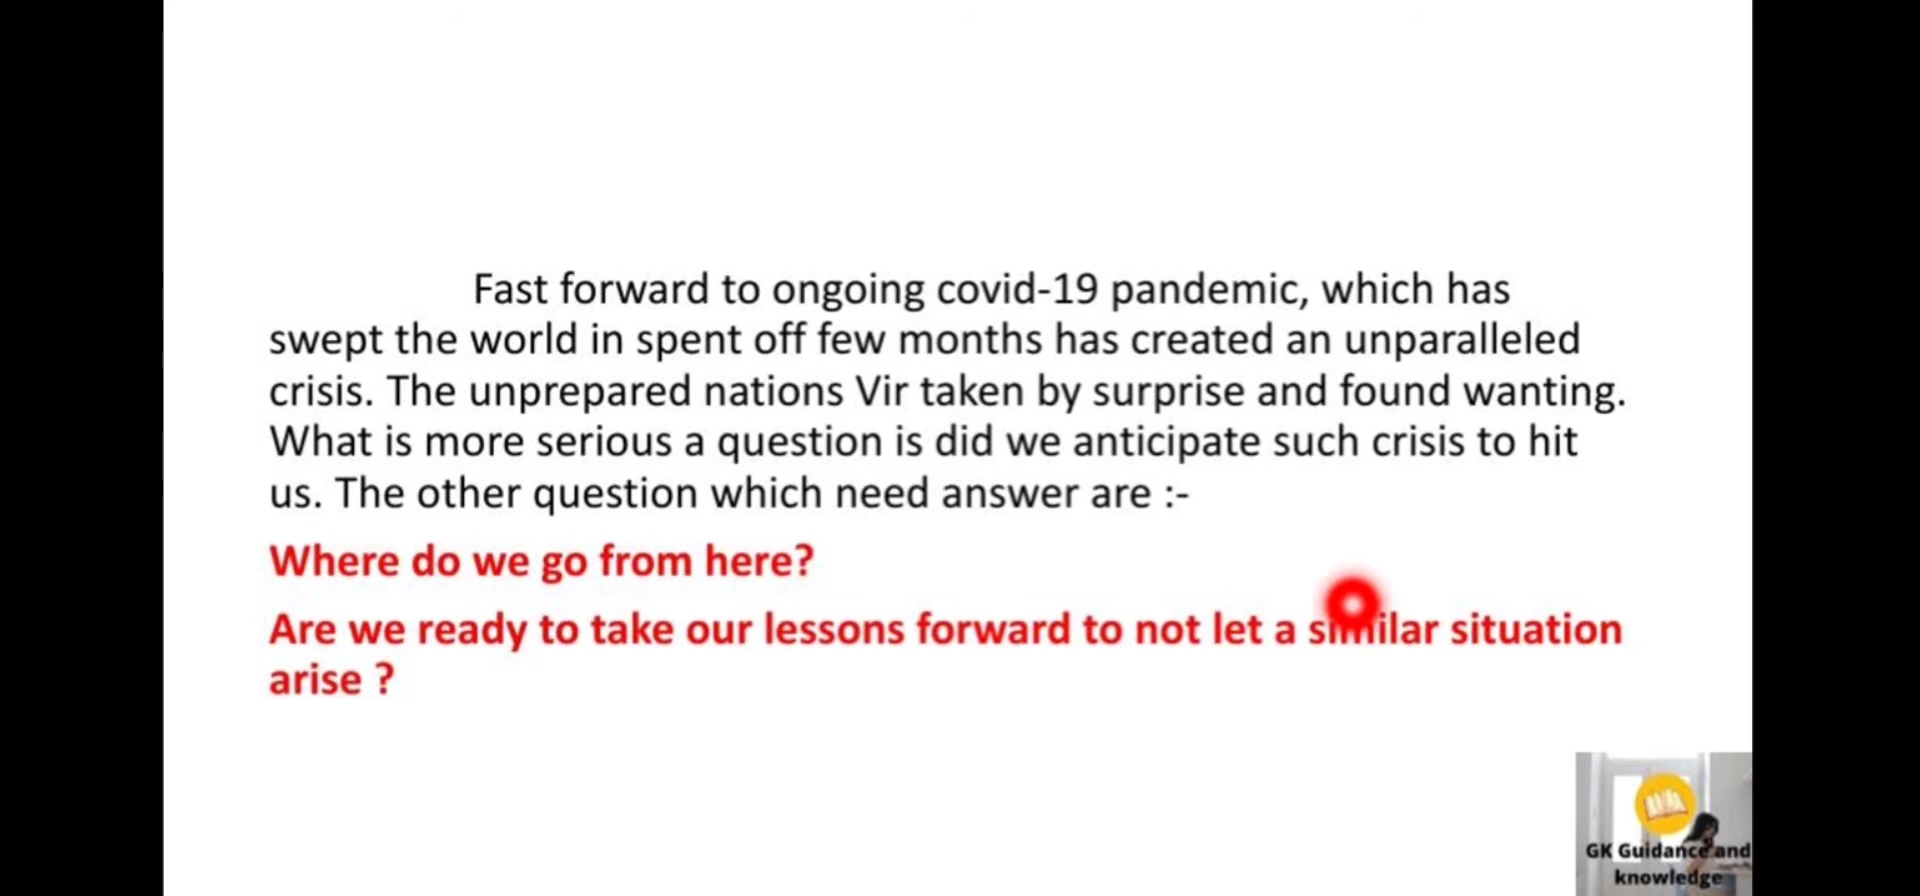 Fast forward to ongoing covid-19 pandemic, which has
swept the world in spent off few months has created an unparalleled
crisis. The unprepared nations Vir taken by surprise and found wanting.
What is more serious a question is did we anticipate such crisis to hit
us. The other question which need answer are :-
Where do we go from here?
Are we ready to take our lessons forward to not let a similar situation
arise ?
GK Guidance and
knowledge